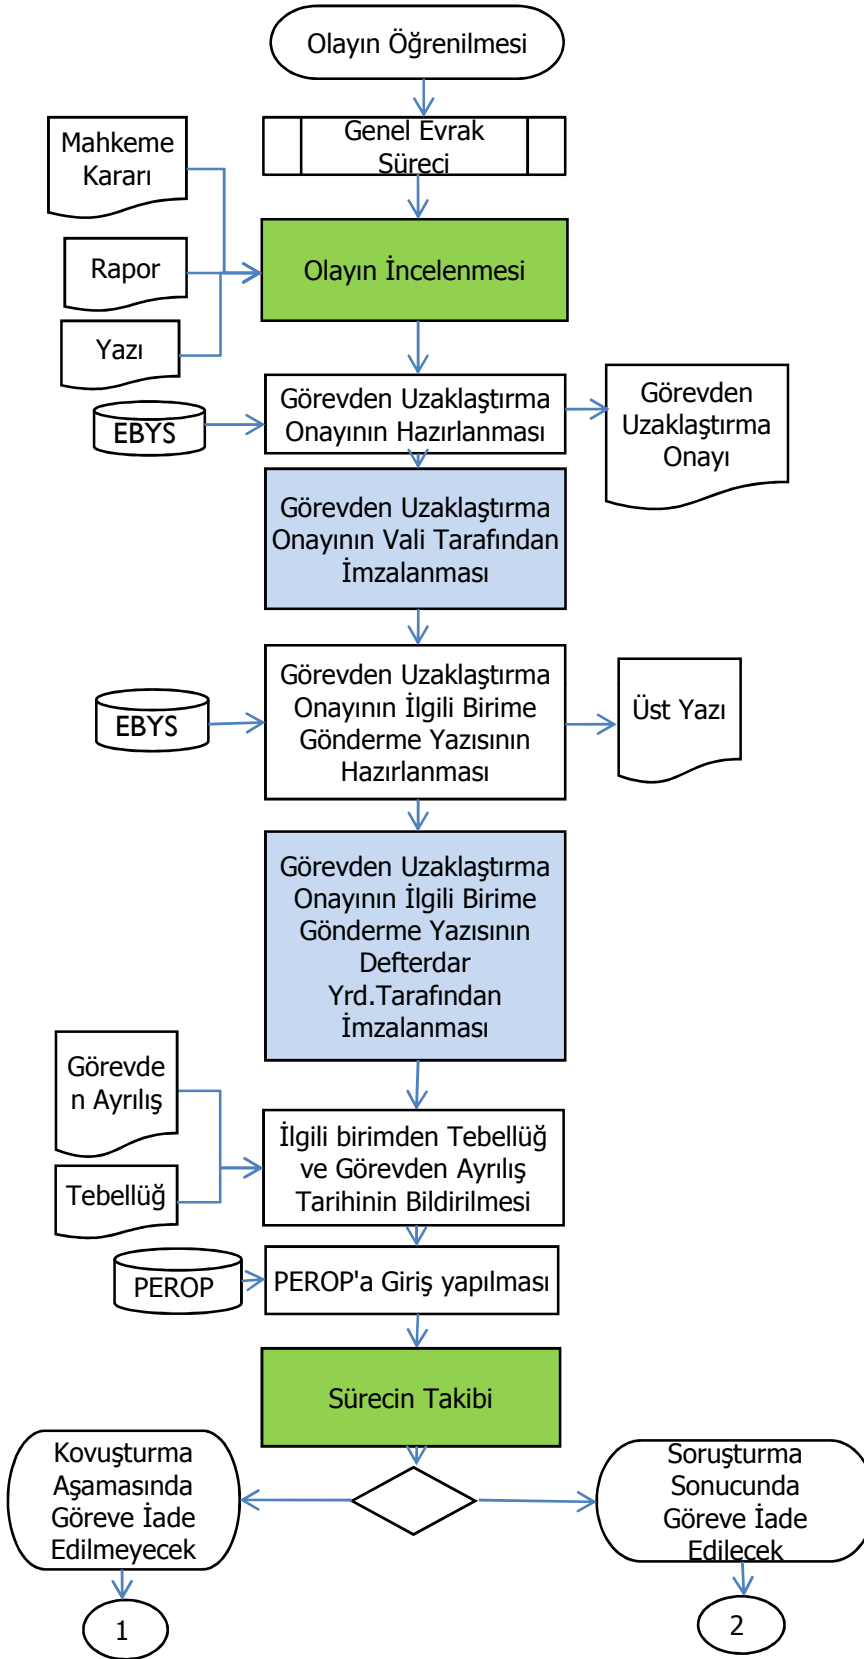 Olayın Öğrenilmesi
Genel Evrak
Süreci
Mahkeme
Kararı
Rapor
Yazı
Olayın İncelenmesi
EBYS
Görevden Uzaklaştırma
Onayının Hazırlanması
Görevden
Uzaklaştırma
Onayı
Görevden Uzaklaştırma
Onayının Vali Tarafından
İmzalanması
EBYS
Görevden Uzaklaştırma
Onayının İlgili Birime
Gönderme Yazısının
Hazırlanması
Üst Yazı
Görevden Uzaklaştırma
Onayının İlgili Birime
Gönderme Yazısının
Defterdar
Yrd.Tarafından
İmzalanması
Görevde
n Ayrılış
Tebellüğ
İlgili birimden Tebellüğ
ve Görevden Ayrılış
Tarihinin Bildirilmesi
PEROP
PEROP'a Giriş yapılması
Sürecin Takibi
Kovuşturma
Aşamasında
Göreve İade
Edilmeyecek
Soruşturma
Sonucunda
Göreve İade
Edilecek
1
2